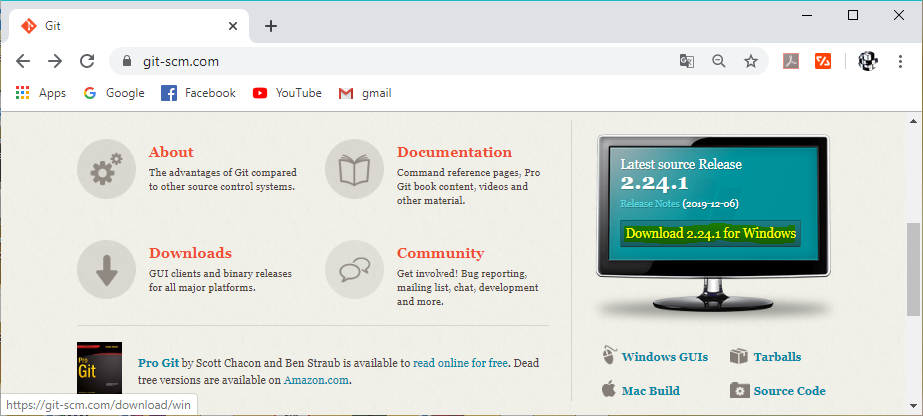 Git
git-scm.com
Apps
Google
Facebook
YouTube
gmail
About
The advantages of Git compared
to other source control systems.
Documentation
Command reference pages, Pro
Git book content, videos and
other material.
Downloads
GUI clients and binary releases
for all major platforms.
Community
Get involved! Bug reporting,
mailing list, chat, development
and more.
Pro
Git
Pro Git by Scott Chacon and Ben Straub is available to read online for free. Dead
tree versions are available on Amazon.com.
Latest source Release
2.24.1
Release Notes (2019-12-06)
Download 2.24.1 for Windows
Windows GUIs
Tarballs
Mac Build
Source Code
https://git-scm.com/download/win